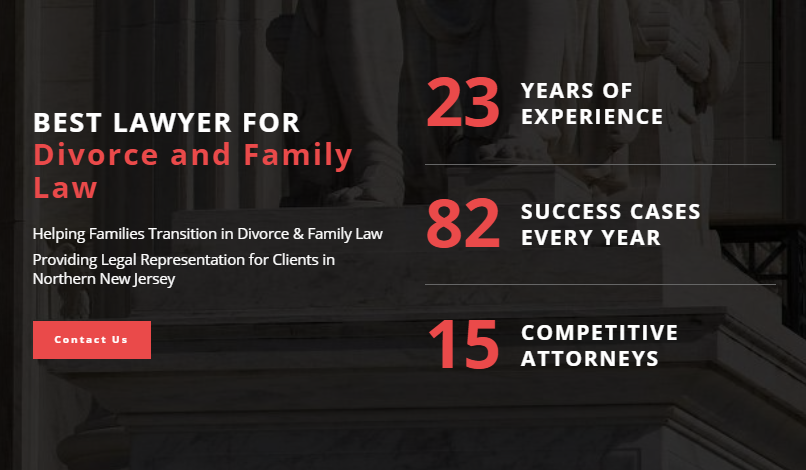 BEST LAWYER FOR
Divorce and Family
Law
Helping Families Transition in Divorce & Family Law
Providing Legal Representation for Clients in
Northern New Jersey
Contact Us
23
YEARS OF
EXPERIENCE
82
SUCCESS CASES
EVERY YEAR
15
COMPETITIVE
ATTORNEYS